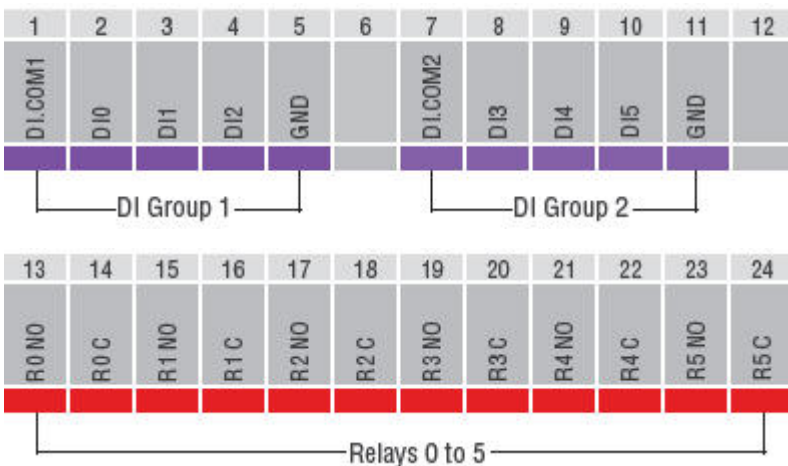 1 2 3 4 5 6 7 8 9 10 11 12
DI.COM1 DI0 DI1 DI2 GND DI.COM2 DI3 DI4 DI5 GND
DI Group 1 DI Group 2
13 14 15 16 17 18 19 20 21 22 23 24
R0 NO R0 C R1 NO R1 C R2 NO R2 C R3 NO R3 C R4 NO R4 C R5 NO R5 C
Relays 0 to 5